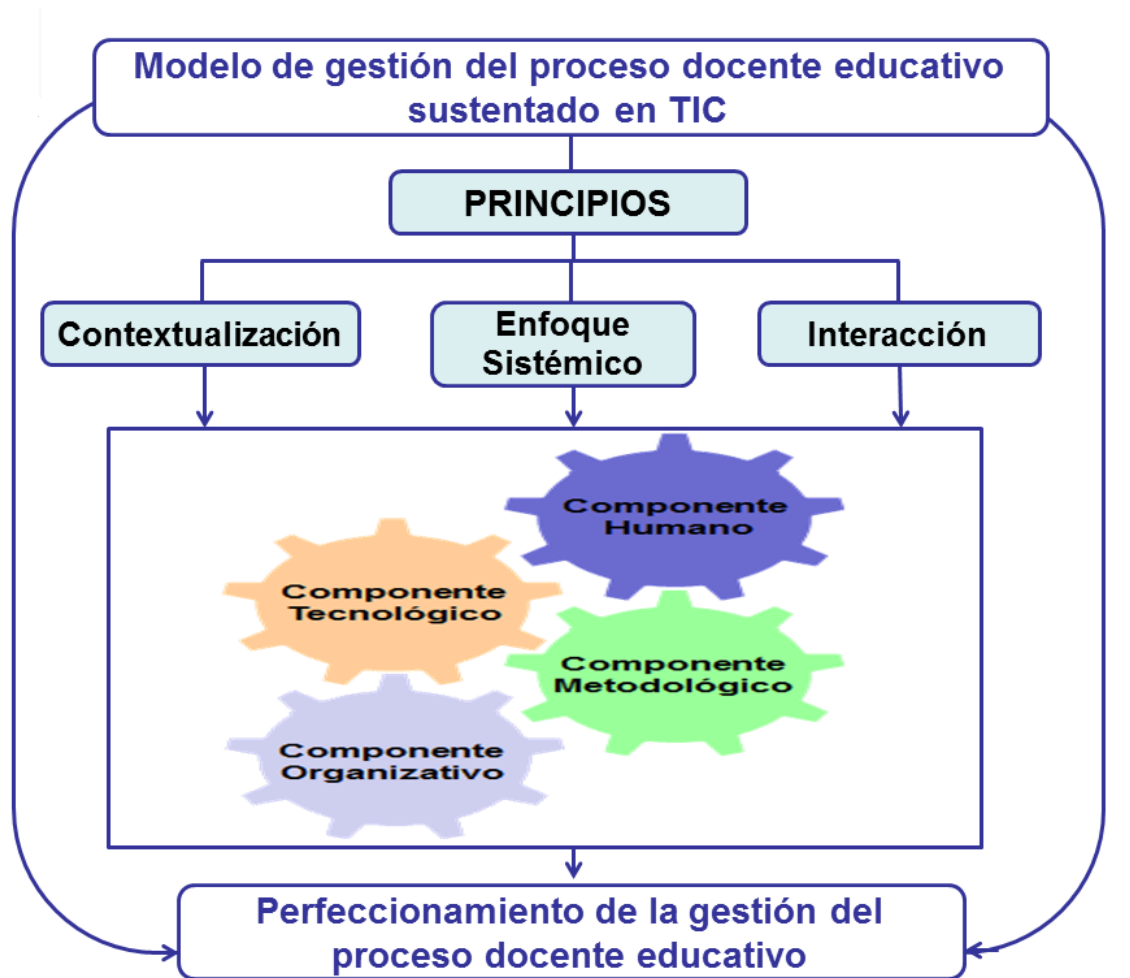 Modelo de gestión del proceso docente educativo
sustentado en TIC
PRINCIPIOS
Contextualización
Enfoque
Sistémico
Interacción
Componente
Humano
Componente
Tecnológico
Componente
Metodológico
Componente
Organizativo
Perfeccionamiento de la gestión del
proceso docente educativo